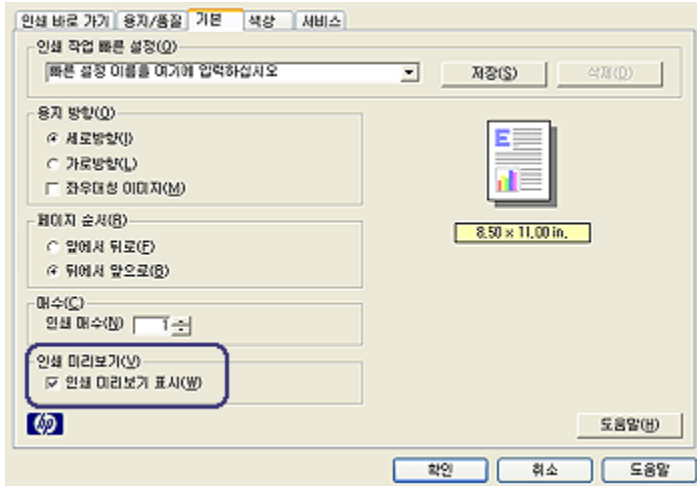 인쇄 바로 가기 용지/품질 기본 색상 서비스
인쇄 작업 빠른 설정(Q)
빠른 설정 이름을 여기에 입력하십시오 저장(S) 삭제(D)
용지 방향(O)
세로방향(I)
가로방향(L)
좌우대칭 이미지(M)
E
8.50 × 11.00 in.
페이지 순서(R)
앞에서 뒤로(F)
뒤에서 앞으로(B)
매수(C)
인쇄 매수(N) 1
인쇄 미리보기(V)
인쇄 미리보기 표시(W)
hp 도움말(H)
확인 취소 도움말